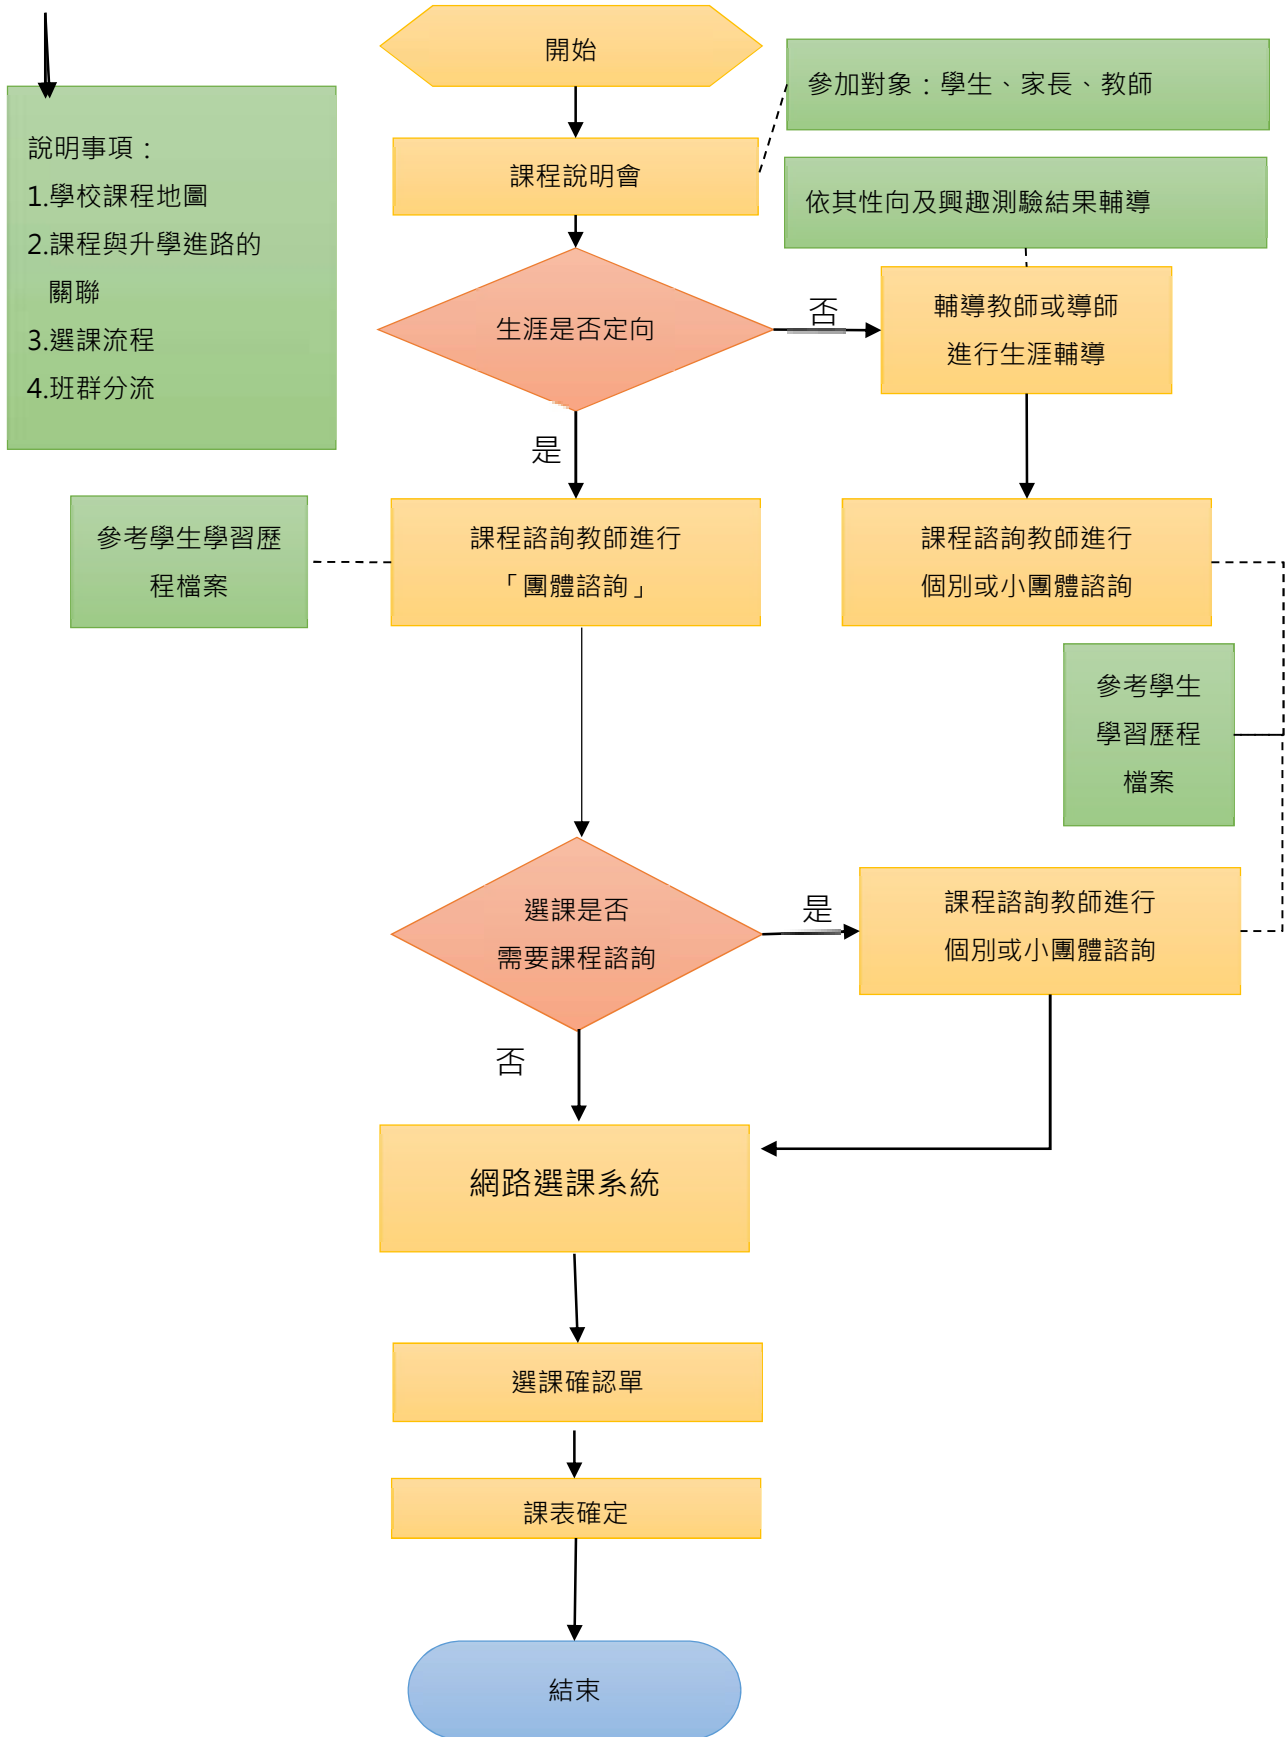 開始
參加對象：學生、家長、教師
說明事項：
1.學校課程地圖
2.課程與升學進路的
關聯
3.選課流程
4.班群分流
課程說明會
依其性向及興趣測驗結果輔導
生涯是否定向
否
輔導教師或導師
進行生涯輔導
是
參考學生學習歷
程檔案
課程諮詢教師進行
「團體諮詢」
課程諮詢教師進行
個別或小團體諮詢
參考學生
學習歷程
檔案
選課是否
需要課程諮詢
是
課程諮詢教師進行
個別或小團體諮詢
否
網路選課系統
選課確認單
課表確定
結束